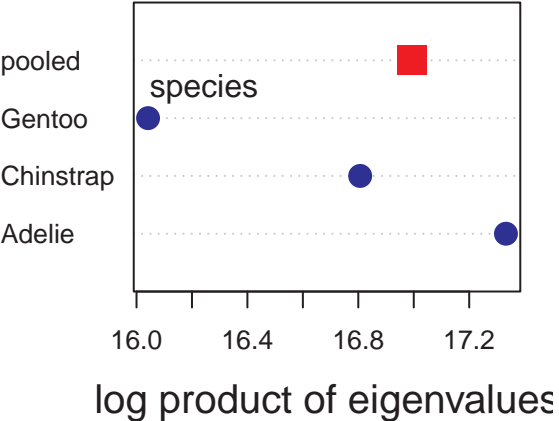 pooled
species
Gentoo
Chinstrap
Adelie
16.0 16.4 16.8 17.2
log product of eigenvalues